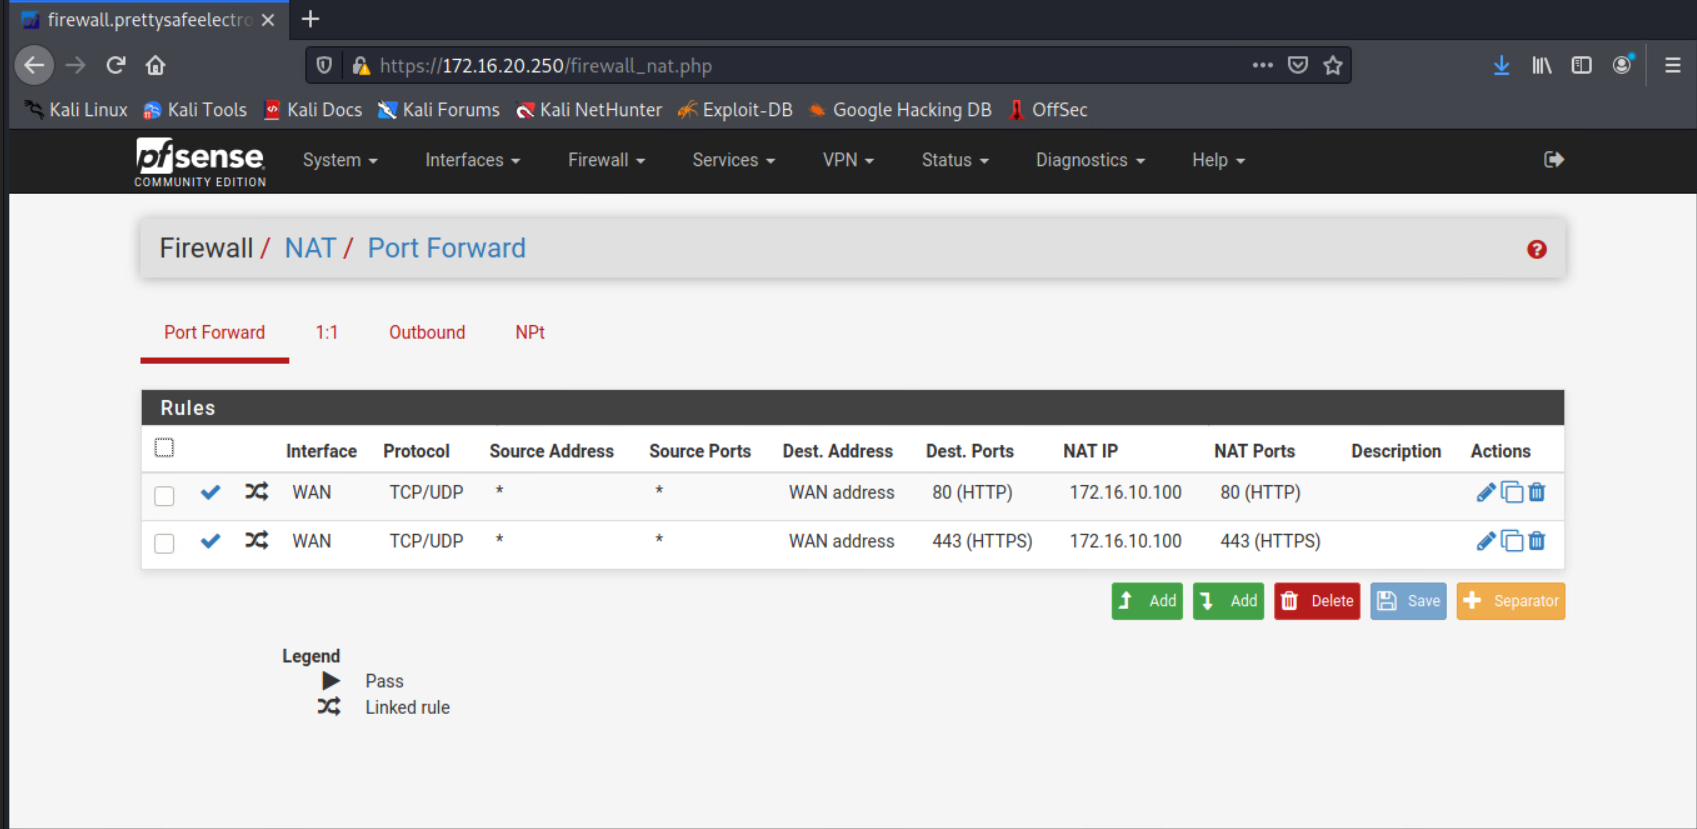 firewall.prettysafeelectro
https://172.16.20.250/firewall_nat.php
Kali Linux Kali Tools Kali Docs Kali Forums Kali NetHunter Exploit-DB Google Hacking DB OffSec
pfsense COMMUNITY EDITION System Interfaces Firewall Services VPN Status Diagnostics Help
Firewall / NAT / Port Forward
Port Forward 1:1 Outbound NPt
Rules
Interface Protocol Source Address Source Ports Dest. Address Dest. Ports NAT IP NAT Ports Description Actions
WAN TCP/UDP * * WAN address 80 (HTTP) 172.16.10.100 80 (HTTP)
WAN TCP/UDP * * WAN address 443 (HTTPS) 172.16.10.100 443 (HTTPS)
Add Add Delete Save Separator
Legend
Pass
Linked rule